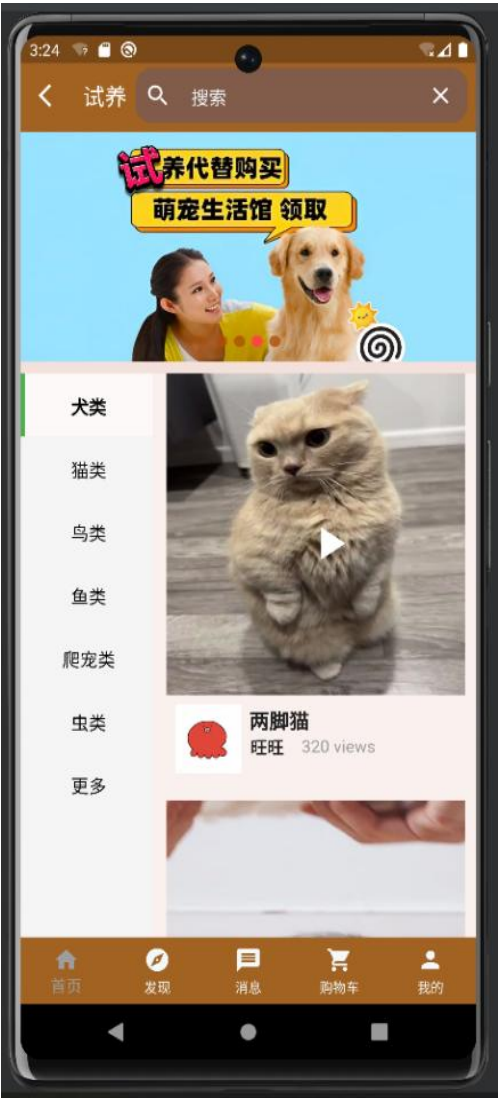 3:24
试养 搜索
试养代替购买
萌宠生活馆 领取
犬类
猫类
鸟类
鱼类
爬宠类
虫类
更多
两脚猫
旺旺 320 views
首页 发现 消息 购物车 我的